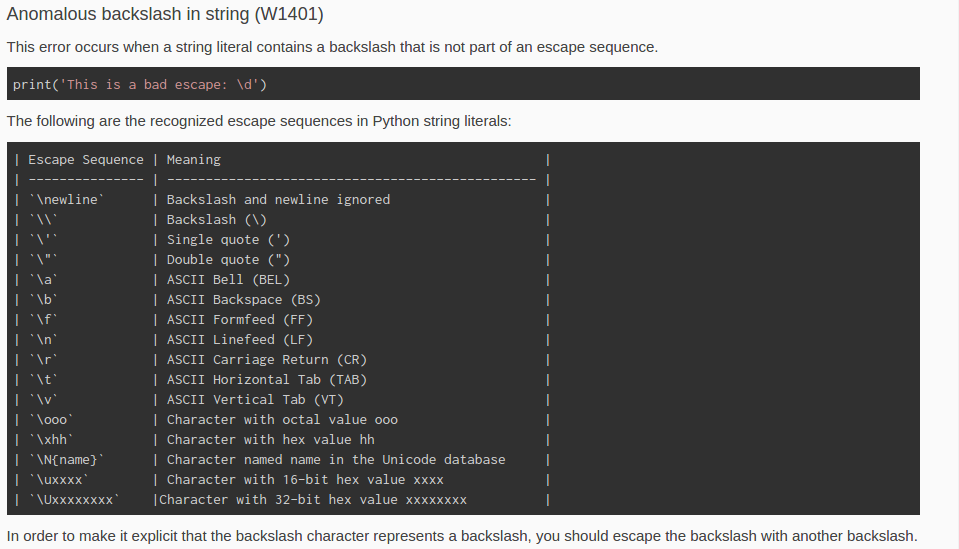 Anomalous backslash in string (W1401)
This error occurs when a string literal contains a backslash that is not part of an escape sequence.
print('This is a bad escape: \d')
The following are the recognized escape sequences in Python string literals:
| Escape Sequence | Meaning                                          |
| --------------- | ------------------------------------------------ |
| `\newline`      | Backslash and newline ignored                    |
| `\\`            | Backslash (\)                                    |
| `\'`            | Single quote (')                                 |
| `\"`            | Double quote (")                                 |
| `\a`            | ASCII Bell (BEL)                                 |
| `\b`            | ASCII Backspace (BS)                             |
| `\f`            | ASCII Formfeed (FF)                              |
| `\n`            | ASCII Linefeed (LF)                              |
| `\r`            | ASCII Carriage Return (CR)                       |
| `\t`            | ASCII Horizontal Tab (TAB)                       |
| `\v`            | ASCII Vertical Tab (VT)                          |
| `\ooo`          | Character with octal value ooo                   |
| `\xhh`          | Character with hex value hh                      |
| `\N{name}`      | Character named name in the Unicode database     |
| `\uxxxx`        | Character with 16-bit hex value xxxx             |
| `\Uxxxxxxxx`    |Character with 32-bit hex value xxxxxxxx          |
In order to make it explicit that the backslash character represents a backslash, you should escape the backslash with another backslash.